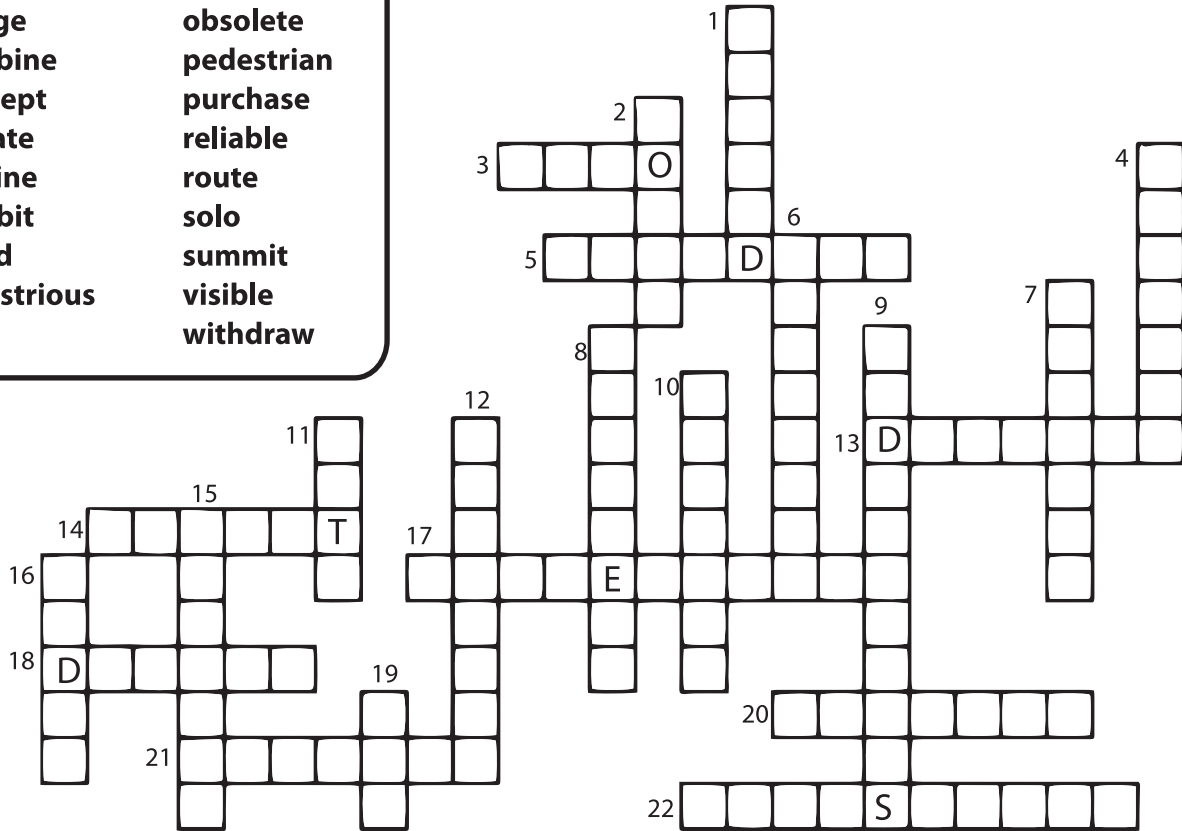 ge obsolete
bine pedestrian
ept purchase
ate reliable
ine route
bit solo
d summit
strious visible
withdraw
1
2
3 O
4
6
5 D
7
9
8
10
12
11
13 D
15
14 T
17
16 E
18 D
19
20
21
22 S